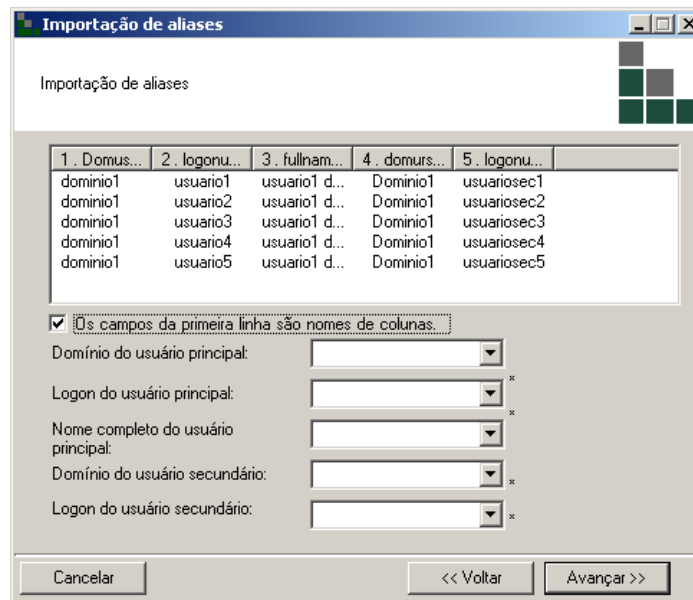 Importação de aliases
Importação de aliases
1 . Domus... 2 . logonu... 3 . fullnam... 4 . domurs... 5 . logonu...
dominio1 usuario1 usuario1 d... Dominio1 usuariosec1
dominio1 usuario2 usuario1 d... Dominio1 usuariosec2
dominio1 usuario3 usuario1 d... Dominio1 usuariosec3
dominio1 usuario4 usuario1 d... Dominio1 usuariosec4
dominio1 usuario5 usuario1 d... Dominio1 usuariosec5
Os campos da primeira linha são nomes de colunas.
Domínio do usuário principal:
*
Logon do usuário principal:
*
Nome completo do usuário
principal:
Domínio do usuário secundário:
*
Logon do usuário secundário:
*
Cancelar << Voltar Avançar >>